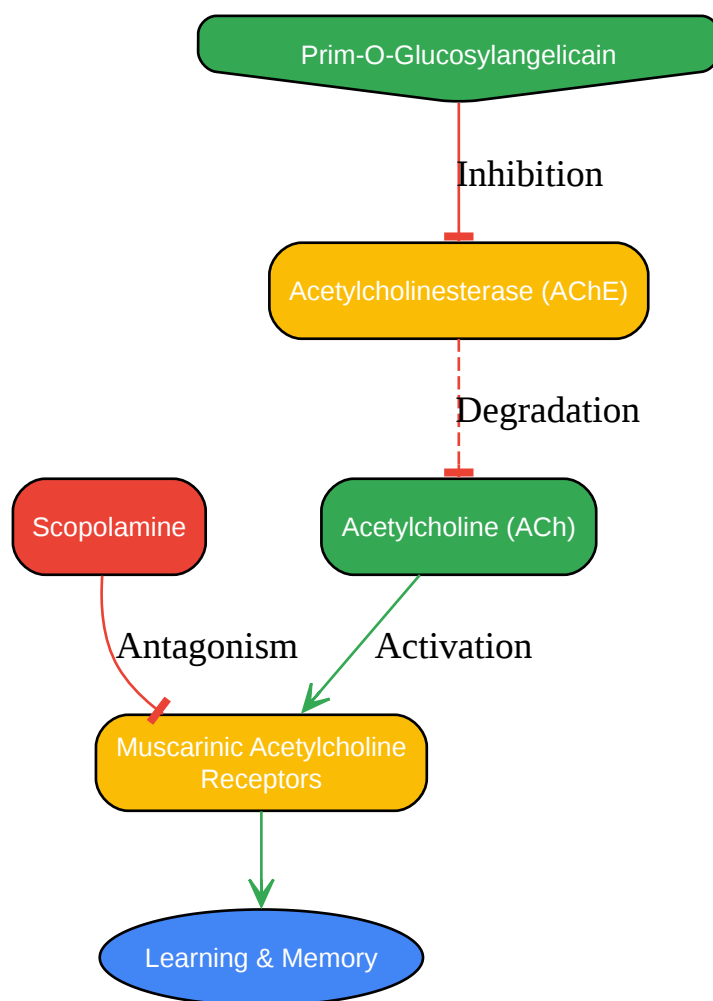 Prim-O-Glucosylangelicain
Inhibition
Acetylcholinesterase (AChE)
Degradation
Scopolamine
Acetylcholine (ACh)
Antagonism
Activation
Muscarinic Acetylcholine
Receptors
Learning & Memory